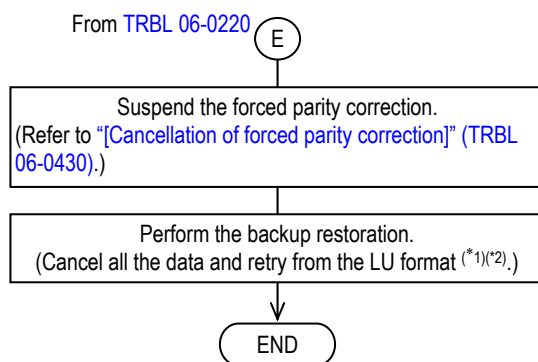 From TRBL 06-0220
E
Suspend the forced parity correction.
(Refer to “[Cancellation of forced parity correction]” (TRBL
06-0430).)
Perform the backup restoration.
(Cancel all the data and retry from the LU format (*1)(*2).)
END